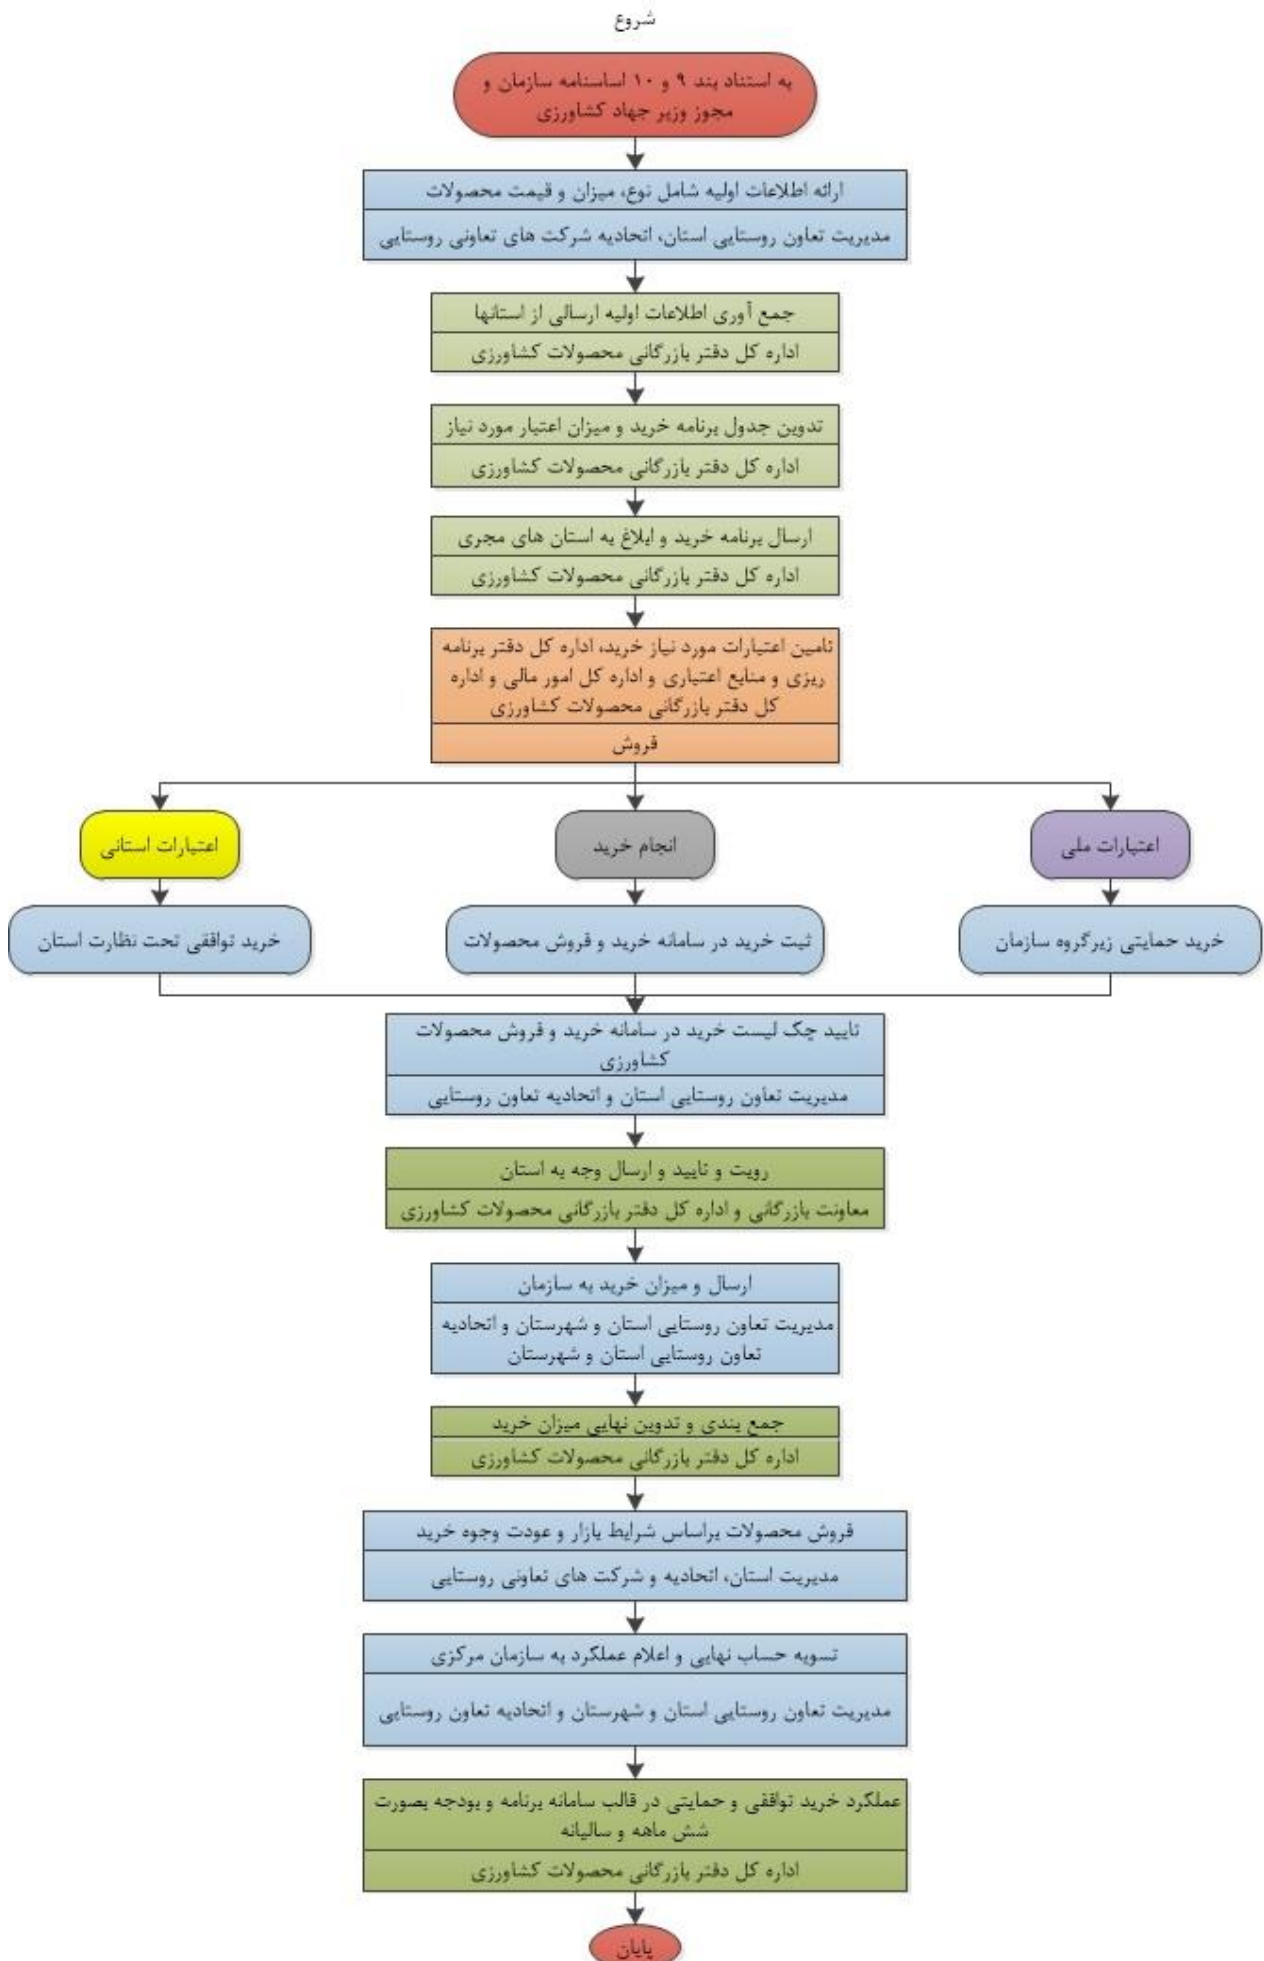 شروع
به استناد بند ۹ و ۱۰ اساسنامه سازمان و
مجوز وزیر جهاد کشاورزی
ارائه اطلاعات اولیه شامل نوع، میزان و قیمت محصولات
مدیریت تعاون روستایی استان، اتحادیه شرکت های تعاونی روستایی
جمع آوری اطلاعات اولیه ارسالی از استانها
اداره کل دفتر بازرگانی محصولات کشاورزی
تدوین جدول برنامه خرید و میزان اعتبار مورد نیاز
اداره کل دفتر بازرگانی محصولات کشاورزی
ارسال برنامه خرید و ابلاغ به استان های مجری
اداره کل دفتر بازرگانی محصولات کشاورزی
تامین اعتبارات مورد نیاز خرید، اداره کل دفتر برنامه
ریزی و منابع اعتباری و اداره کل امور مالی و اداره
کل دفتر بازرگانی محصولات کشاورزی
فروش
اعتبارات ملی
انجام خرید
اعتبارات استانی
خرید حمایتی زیرگروه سازمان
ثبت خرید در سامانه خرید و فروش محصولات
خرید توافقی تحت نظارت استان
تایید چک لیست خرید در سامانه خرید و فروش محصولات
کشاورزی
مدیریت تعاون روستایی استان و اتحادیه تعاون روستایی
رویت و تایید و ارسال وجه به استان
معاونت بازرگانی و اداره کل دفتر بازرگانی محصولات کشاورزی
ارسال و میزان خرید به سازمان
مدیریت تعاون روستایی استان و شهرستان و اتحادیه
تعاون روستایی استان و شهرستان
جمع بندی و تدوین نهایی میزان خرید
اداره کل دفتر بازرگانی محصولات کشاورزی
فروش محصولات براساس شرایط بازار و عودت وجوه خرید
مدیریت استان، اتحادیه و شرکت های تعاونی روستایی
تسویه حساب نهایی و اعلام عملکرد به سازمان مرکزی
مدیریت تعاون روستایی استان و شهرستان و اتحادیه تعاون روستایی
عملکرد خرید توافقی و حمایتی در قالب سامانه برنامه و بودجه بصورت
شش ماهه و سالیانه
اداره کل دفتر بازرگانی محصولات کشاورزی
پایان